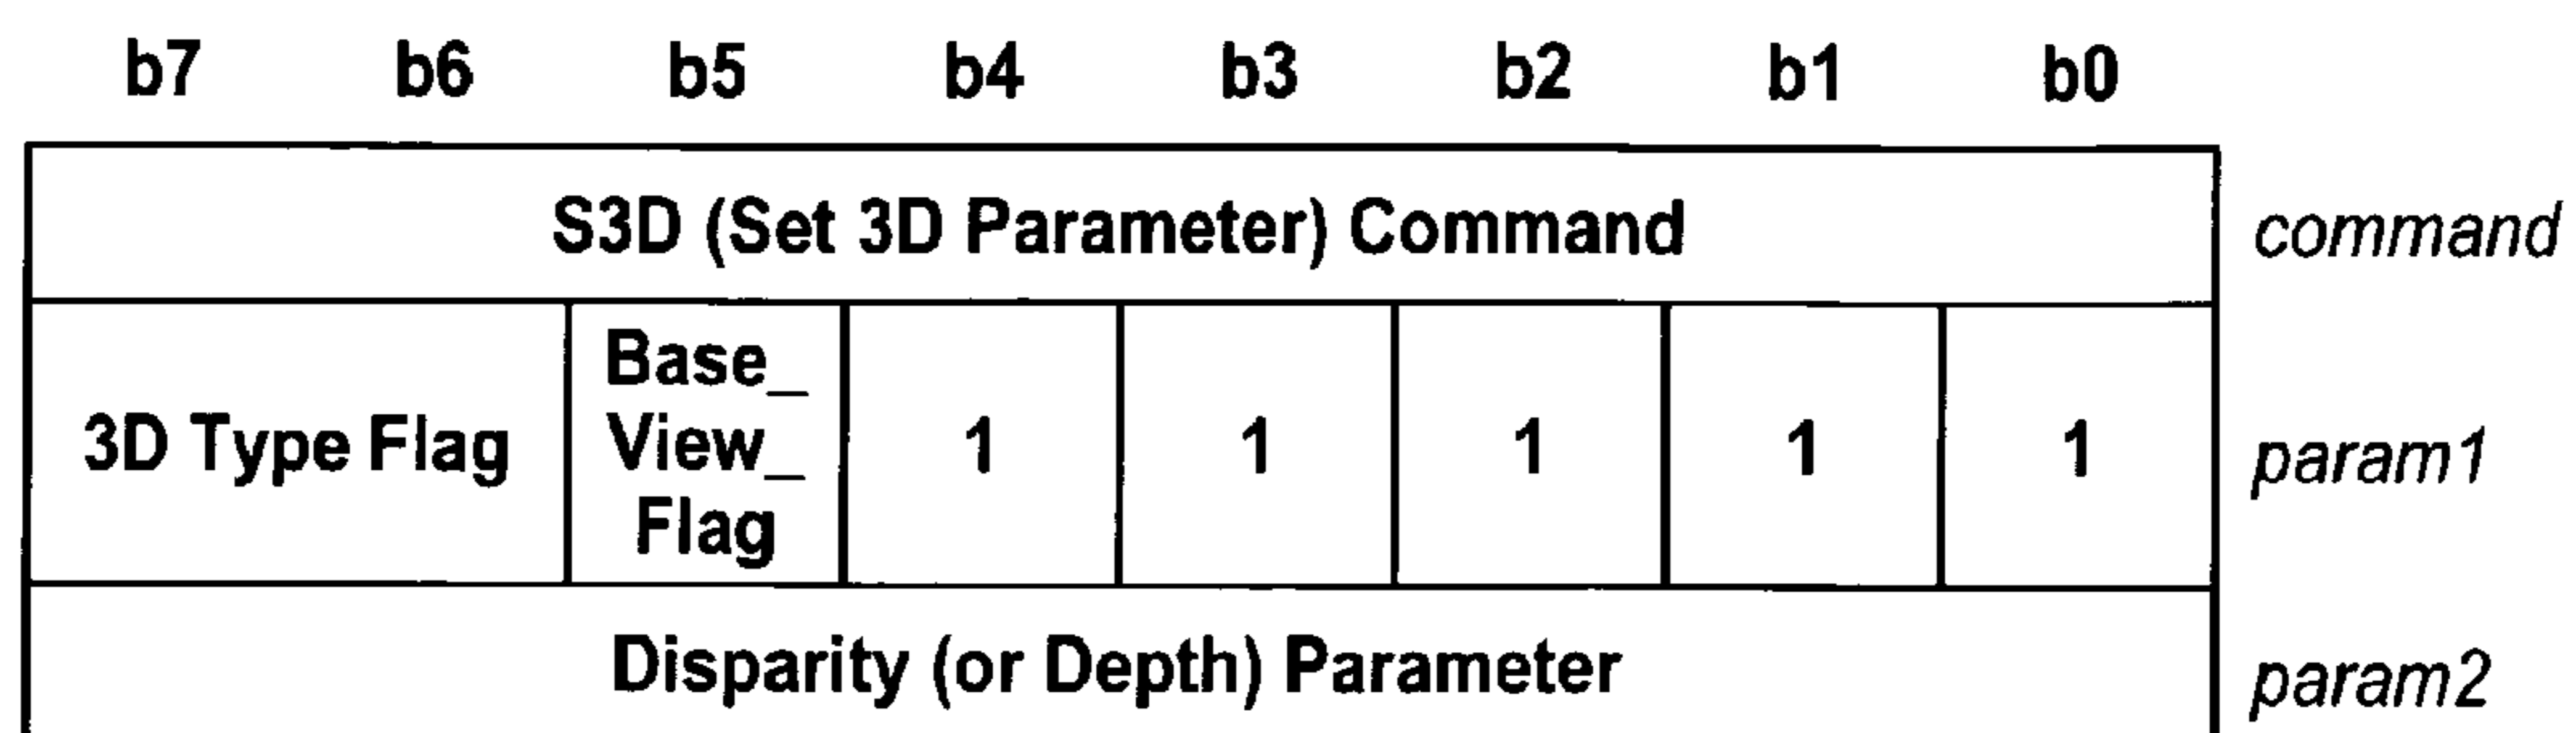 b7 b6 b5 b4 b3 b2 b1 b0
S3D (Set 3D Parameter) Command command
3D Type Flag Base_ View_ Flag 1 1 1 1 1 param1
Disparity (or Depth) Parameter param2